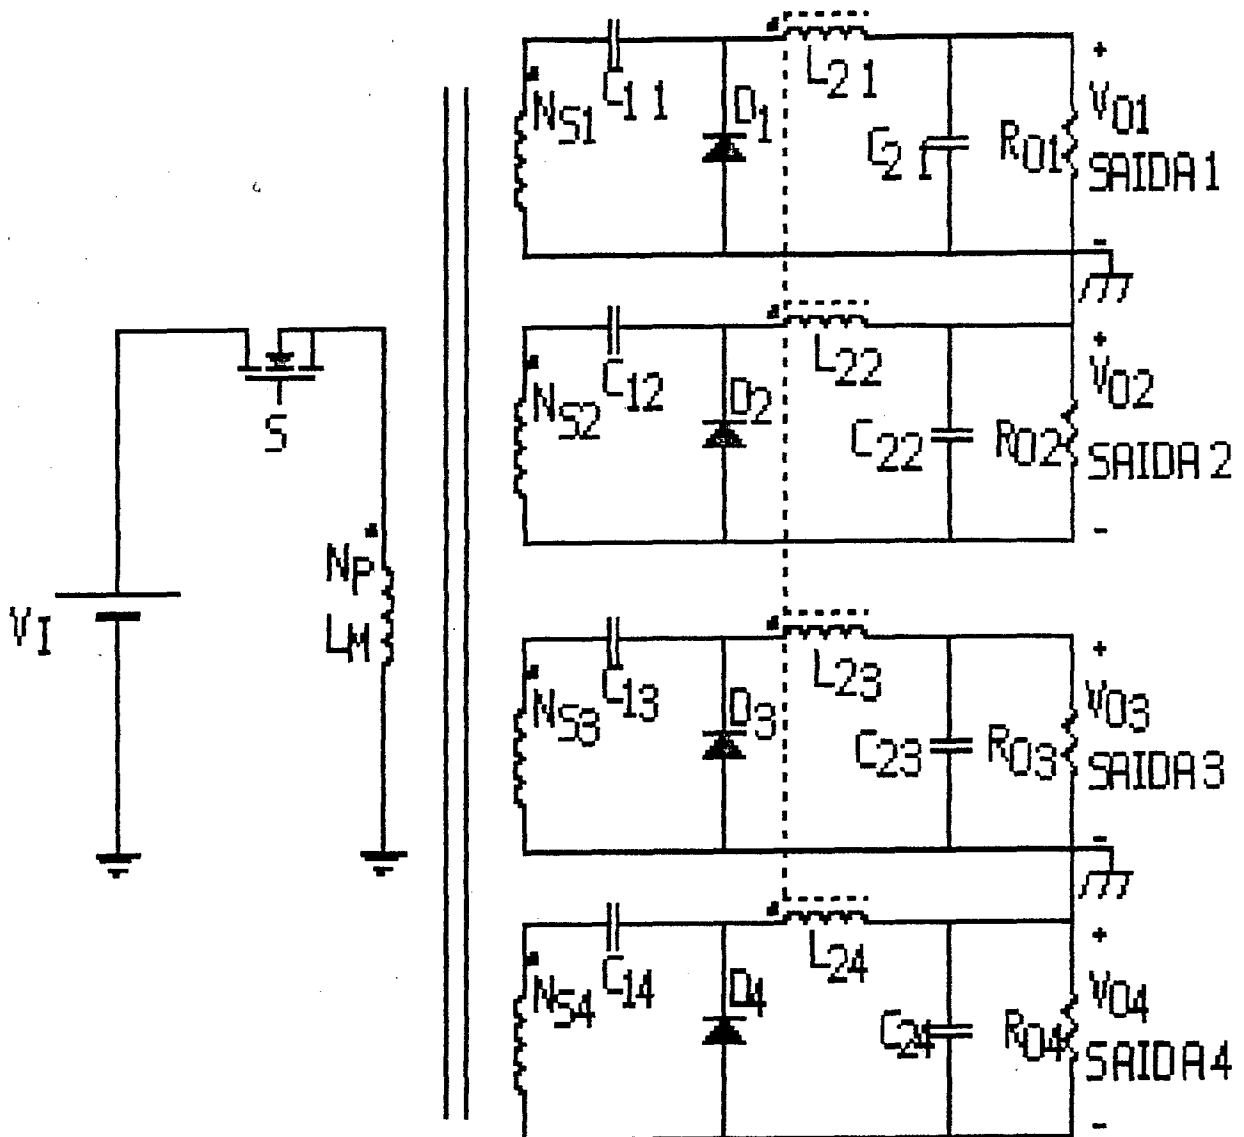 C11
L21
NS1
D1
C21
RO1
VO1
SAIDA 1
S
NP
LM
VI
C12
L22
NS2
D2
C22
RO2
VO2
SAIDA 2
C13
L23
NS3
D3
C23
RO3
VO3
SAIDA 3
C14
L24
NS4
D4
C24
RO4
VO4
SAIDA 4